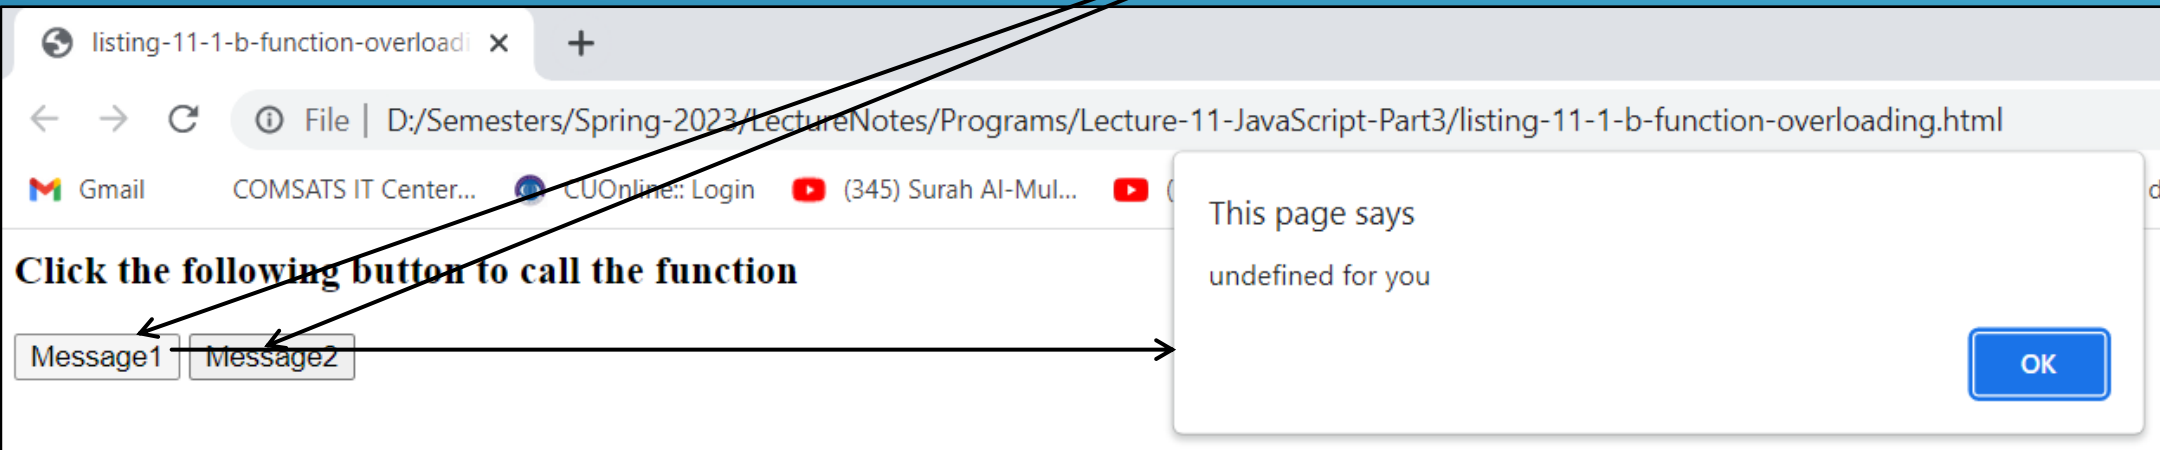 listing-11-1-b-function-overload
File | D:/Semesters/Spring-2023/LectureNotes/Programs/Lecture-11-JavaScript-Part3/listing-11-1-b-function-overloading.html
Gmail COMSATS IT Center... CUOnline:: Login (345) Surah Al-Mul... (
This page says
undefined for you
OK
Click the following button to call the function
Message1 Message2